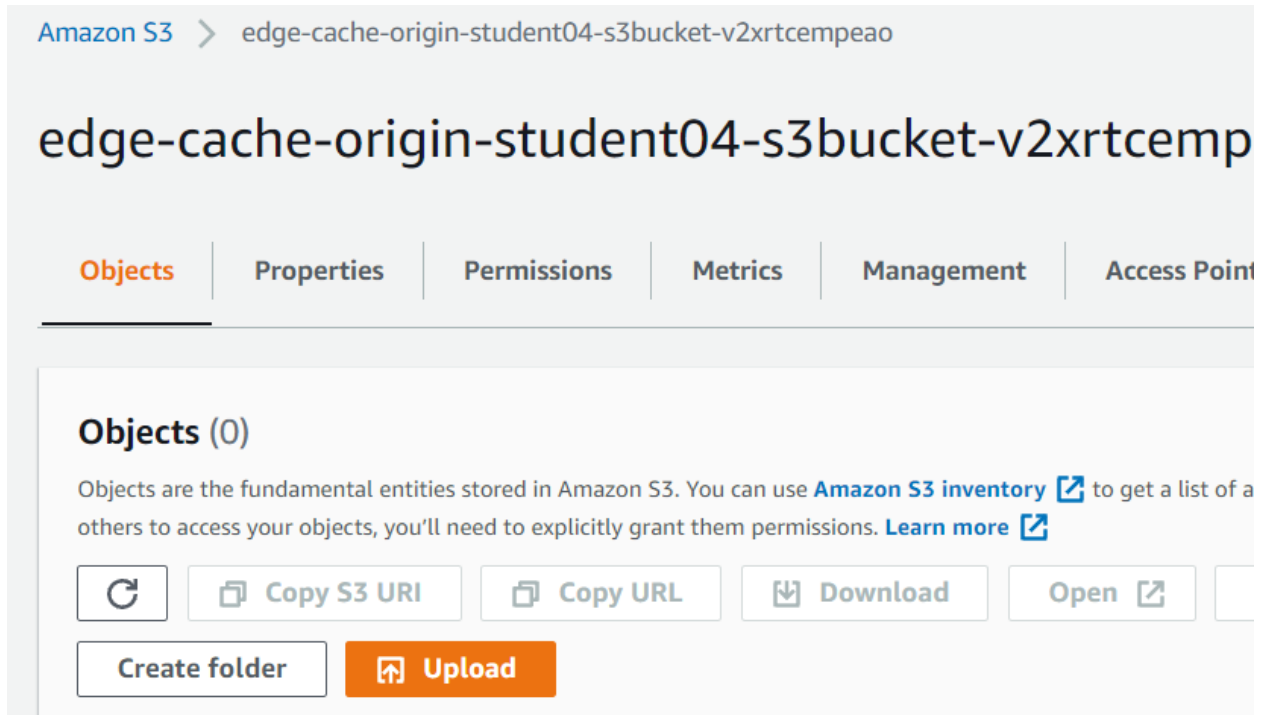 Amazon S3 > edge-cache-origin-student04-s3bucket-v2xrtcempeao
edge-cache-origin-student04-s3bucket-v2xrtcemp
Objects Properties Permissions Metrics Management Access Point
Objects (0)
Objects are the fundamental entities stored in Amazon S3. You can use Amazon S3 inventory to get a list of a
others to access your objects, you'll need to explicitly grant them permissions. Learn more
Copy S3 URI Copy URL Download Open
Create folder Upload